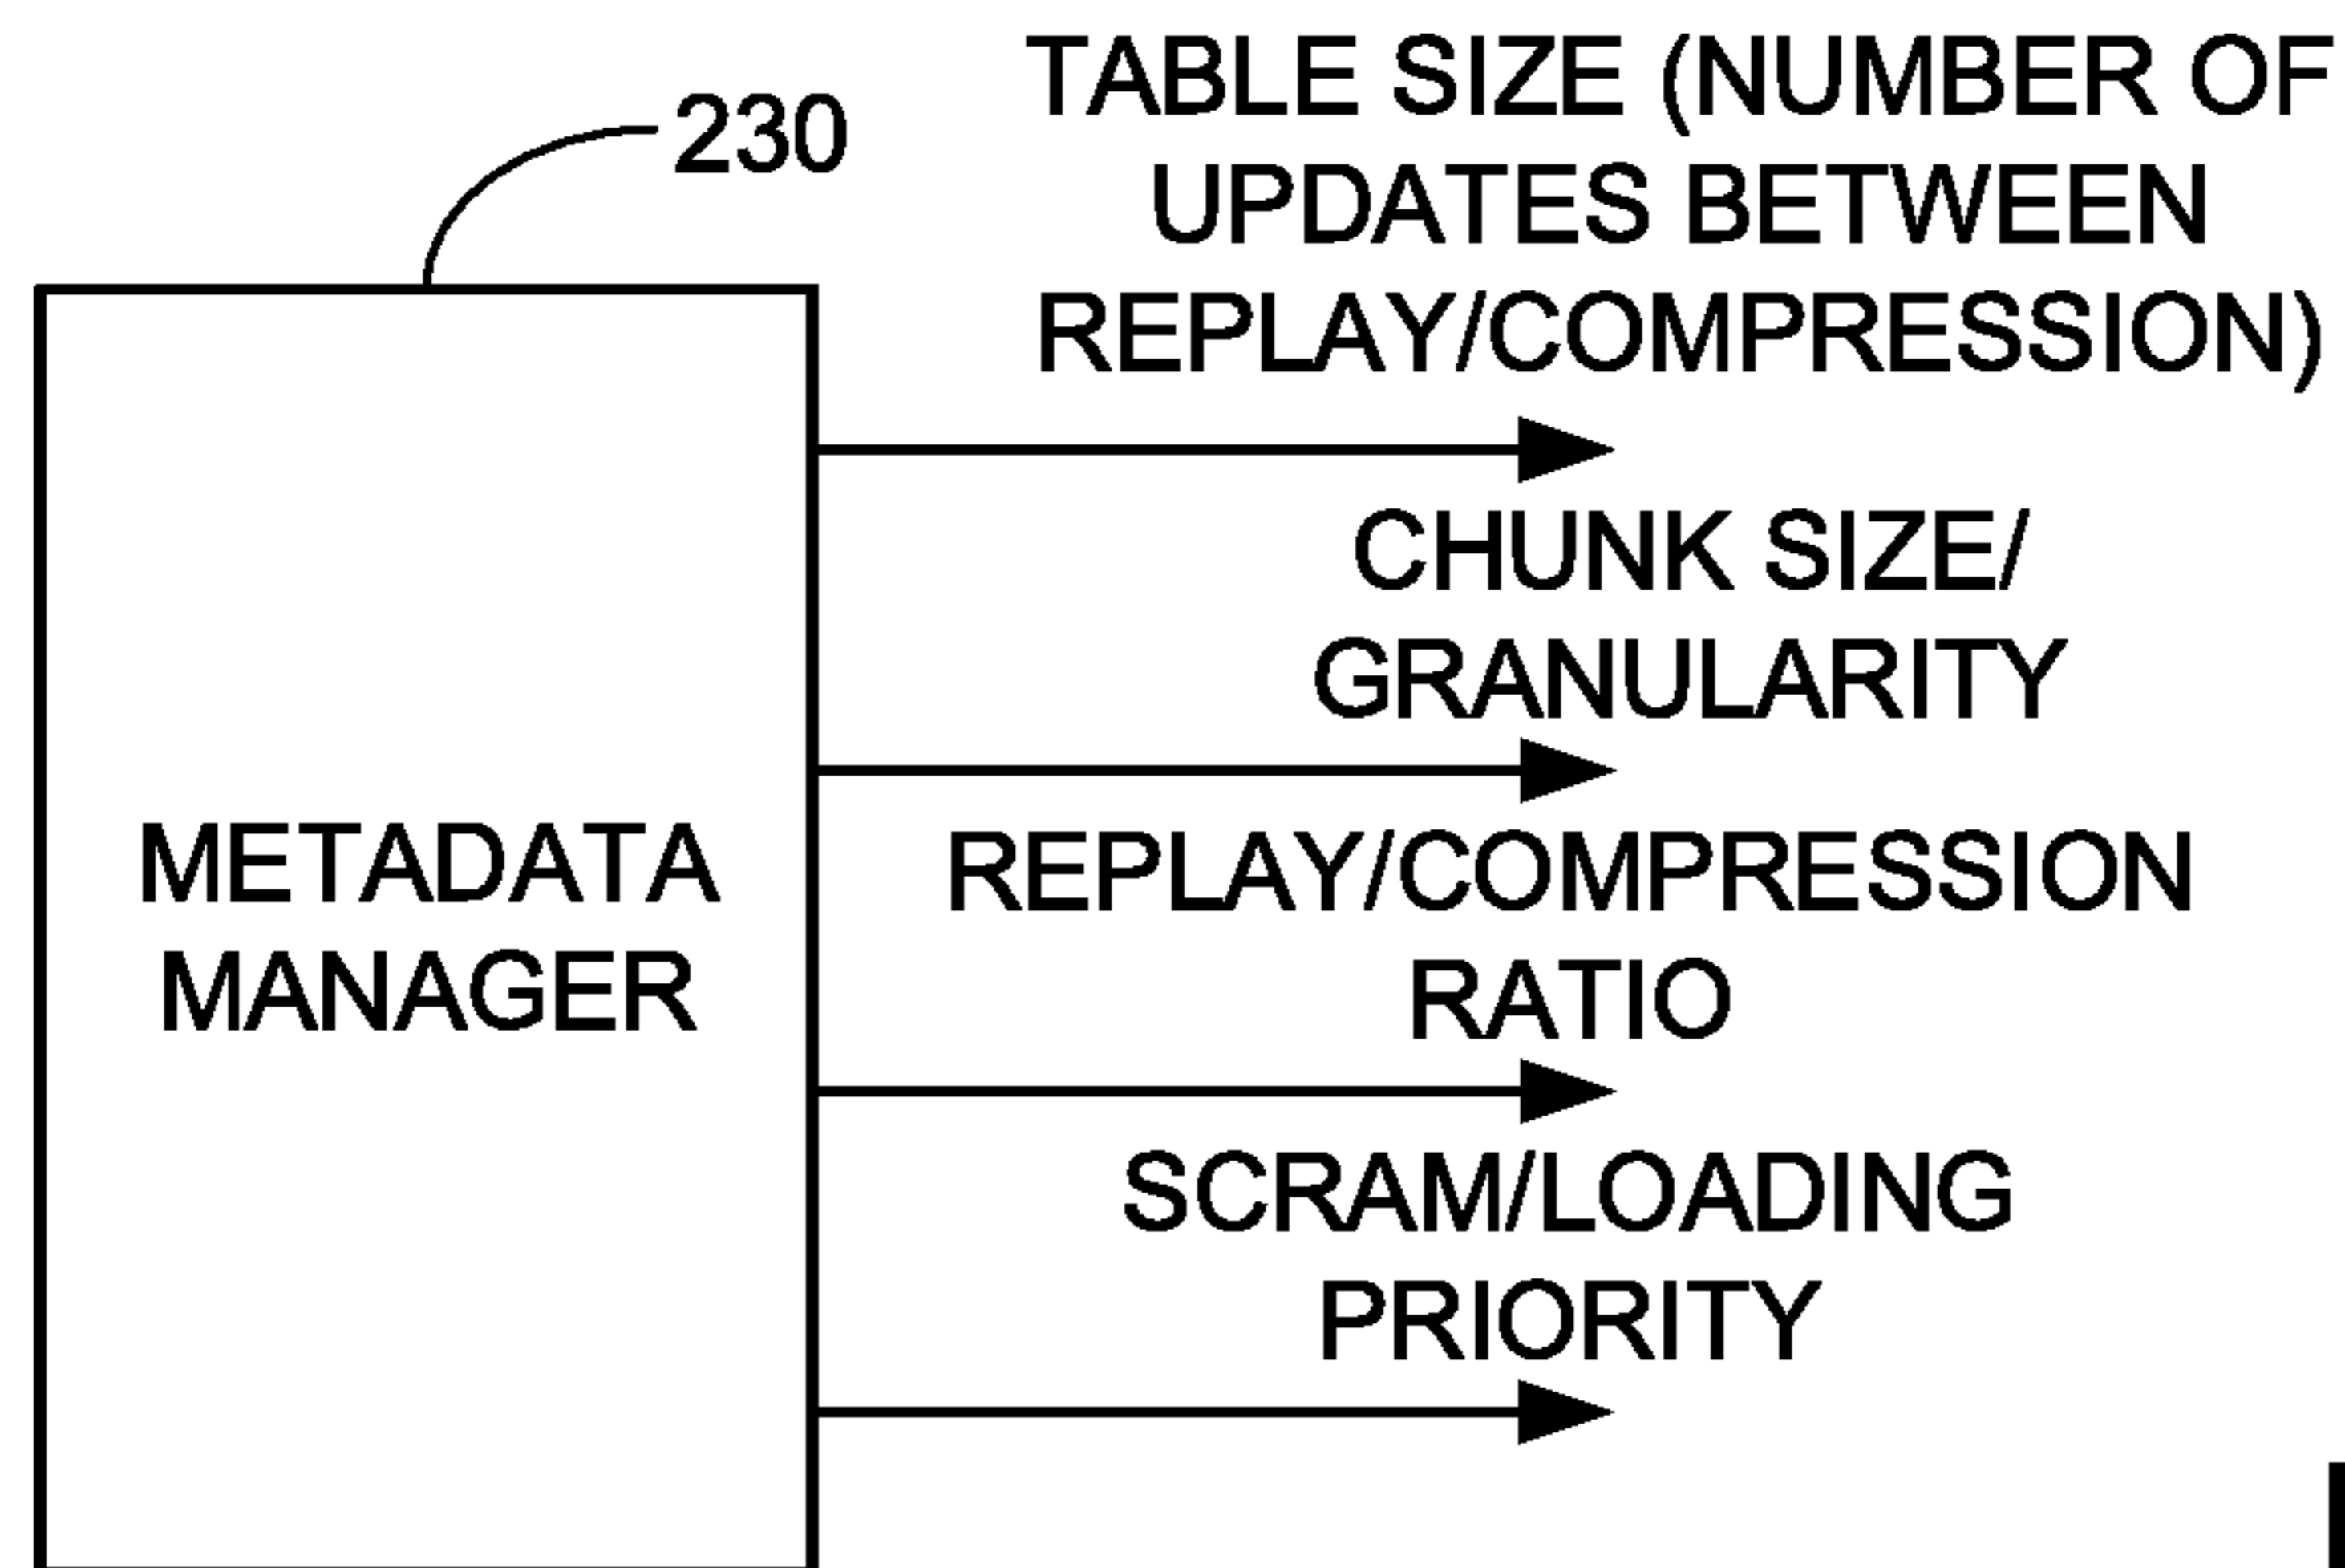 230
TABLE SIZE (NUMBER OF
UPDATES BETWEEN
REPLAY/COMPRESSION)
CHUNK SIZE/
GRANULARITY
METADATA
MANAGER
REPLAY/COMPRESSION
RATIO
SCRAM/LOADING
PRIORITY